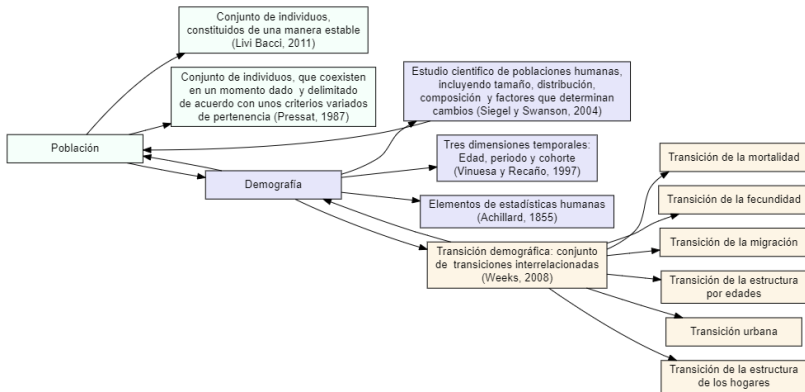 Conjunto de individuos,
constituidos de una manera estable
(Livi Bacci, 2011)
Conjunto de individuos, que coexisten
en un momento dado y delimitado
de acuerdo con unos criterios variados
de pertenencia (Pressat, 1987)
Población
Estudio científico de poblaciones humanas,
incluyendo tamaño, distribución,
composición y factores que determinan
cambios (Siegel y Swanson, 2004)
Tres dimensiones temporales:
Edad, periodo y cohorte
(Vinuesa y Recaño, 1997)
Demografía
Elementos de estadísticas humanas
(Achillard, 1855)
Transición demográfica: conjunto
de transiciones interrelacionadas
(Weeks, 2008)
Transición de la mortalidad
Transición de la fecundidad
Transición de la migración
Transición de la estructura
por edades
Transición urbana
Transición de la estructura
de los hogares